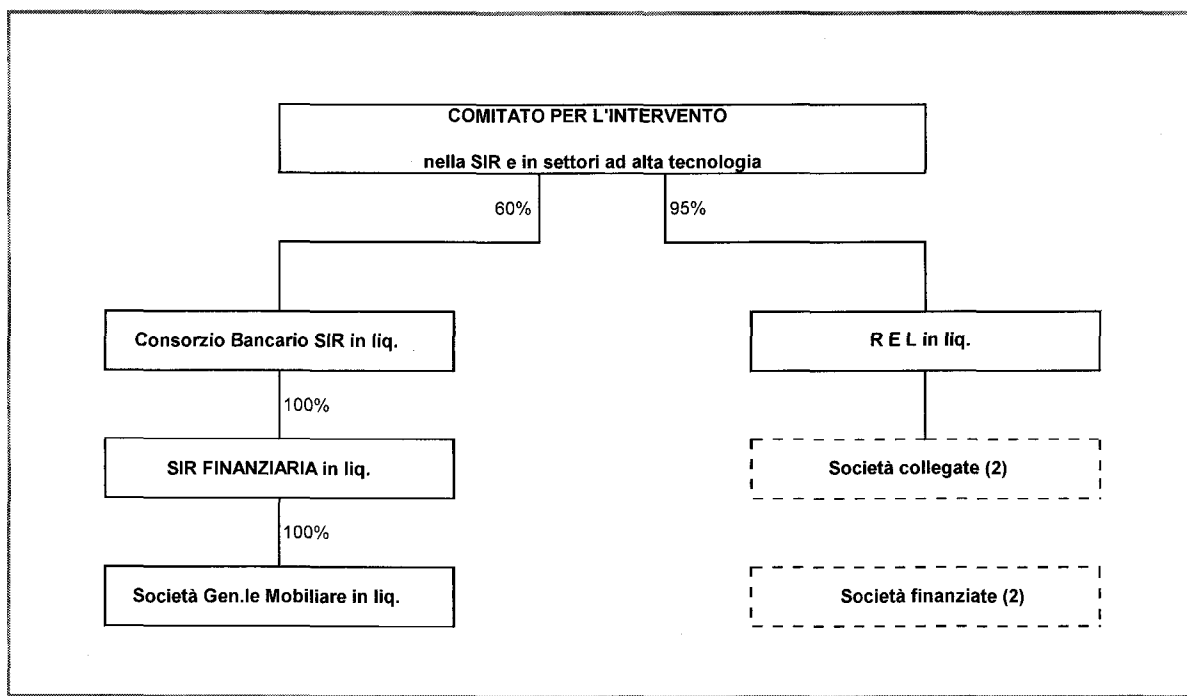 COMITATO PER L'INTERVENTO
nella SIR e in settori ad alta tecnologia
60%
95%
Consorzio Bancario SIR in liq.
R E L in liq.
100%
SIR FINANZIARIA in liq.
Società collegate (2)
100%
Società Gen.le Mobiliare in liq.
Società finanziate (2)